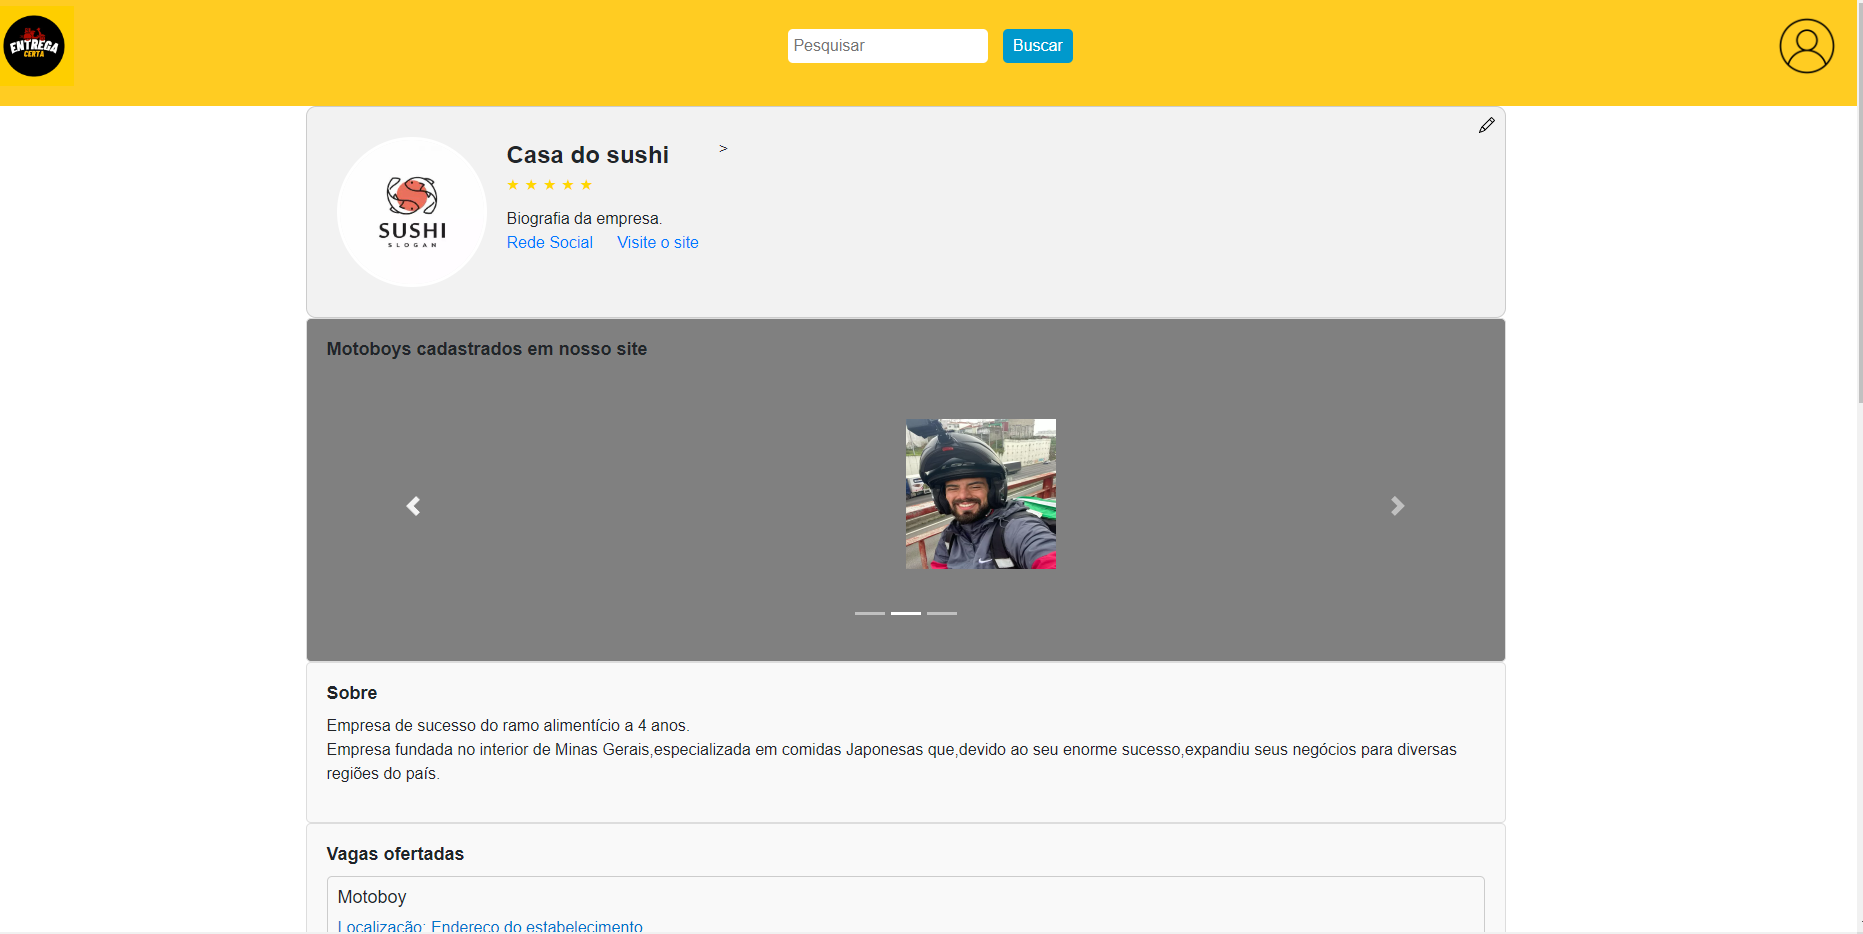 ENTREGA
CERTA
Pesquisar
Buscar
Casa do sushi
>
★ ★ ★ ★ ★
SUSHI
SLOGAN
Biografia da empresa.
Rede Social Visite o site
Motoboys cadastrados em nosso site
Sobre
Empresa de sucesso do ramo alimentício a 4 anos.
Empresa fundada no interior de Minas Gerais,especializada em comidas Japonesas que,devido ao seu enorme sucesso,expandiu seus negócios para diversas
regiões do país.
Vagas ofertadas
Motoboy
Localização: Endereço do estabelecimento